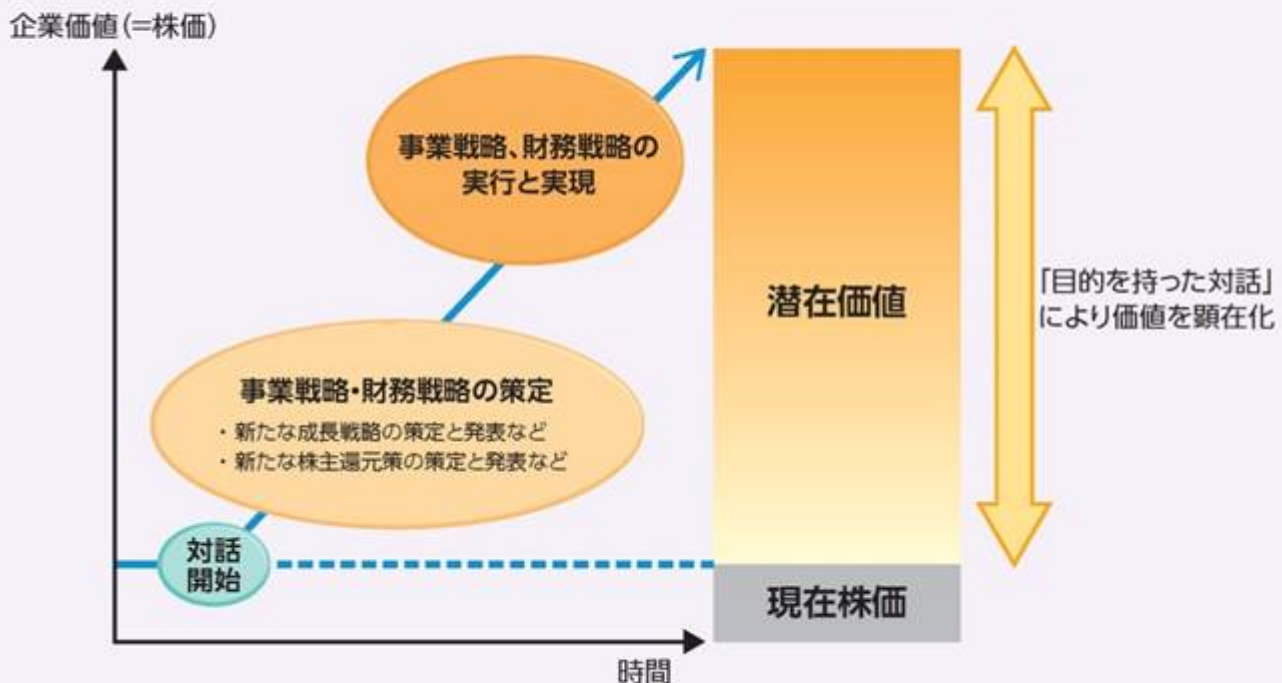 企業価値(=株価)
事業戦略、財務戦略の
実行と実現
潜在価値
「目的を持った対話」
により価値を顕在化
事業戦略・財務戦略の策定
・新たな成長戦略の策定と発表など
・新たな株主還元策の策定と発表など
対話
開始
現在株価
時間